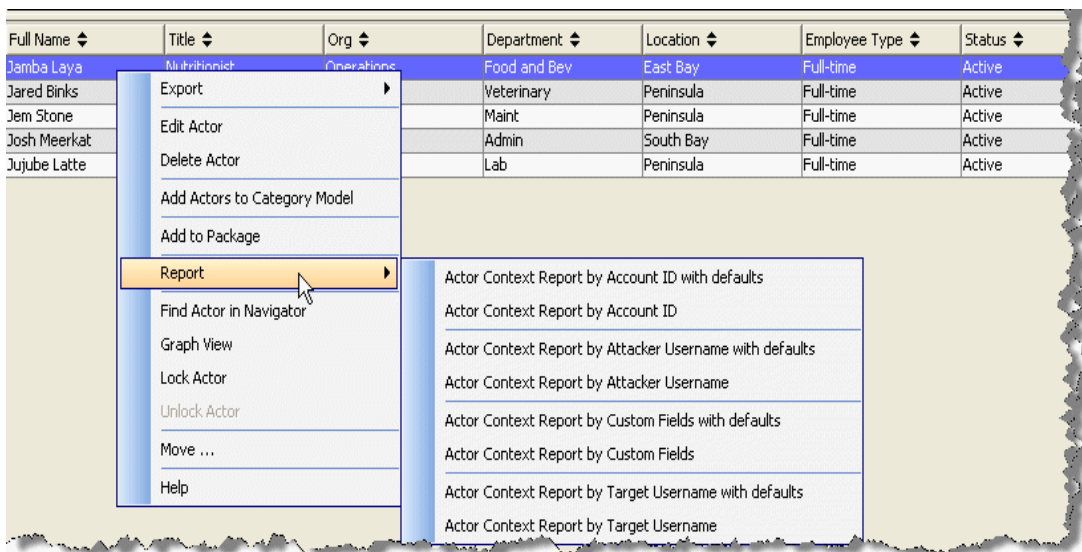 Full Name Title Org Department Location Employee Type Status
Jamba Laya Nutritionist Operations Food and Bev East Bay Full-time Active
Jared Binks Veterinary Peninsula Full-time Active
Jem Stone Maint Peninsula Full-time Active
Josh Meerkat Admin South Bay Full-time Active
Jujube Latte Lab Peninsula Full-time Active
Export
Edit Actor
Delete Actor
Add Actors to Category Model
Add to Package
Report
Find Actor in Navigator
Graph View
Lock Actor
Unlock Actor
Move ...
Help
Actor Context Report by Account ID with defaults
Actor Context Report by Account ID
Actor Context Report by Attacker Username with defaults
Actor Context Report by Attacker Username
Actor Context Report by Custom Fields with defaults
Actor Context Report by Custom Fields
Actor Context Report by Target Username with defaults
Actor Context Report by Target Username